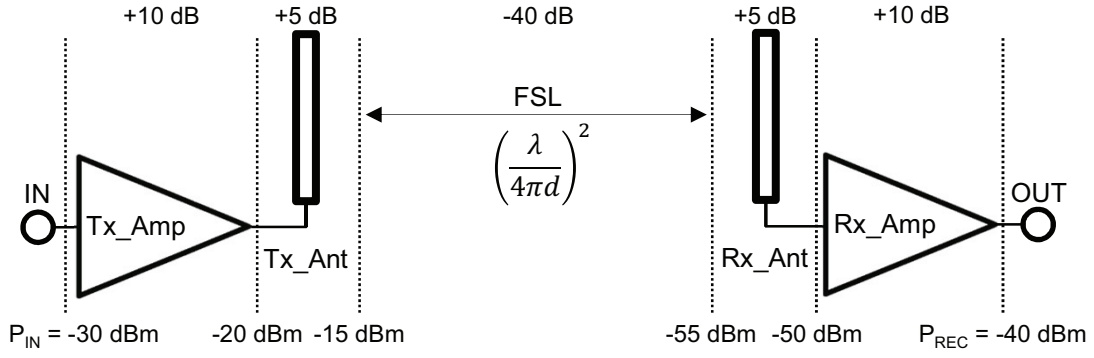 +10 dB +5 dB -40 dB +5 dB +10 dB
FSL
(λ/4πd)²
IN OUT
Tx_Amp Rx_Amp
Tx_Ant Rx_Ant
P_IN = -30 dBm -20 dBm -15 dBm -55 dBm -50 dBm P_REC = -40 dBm